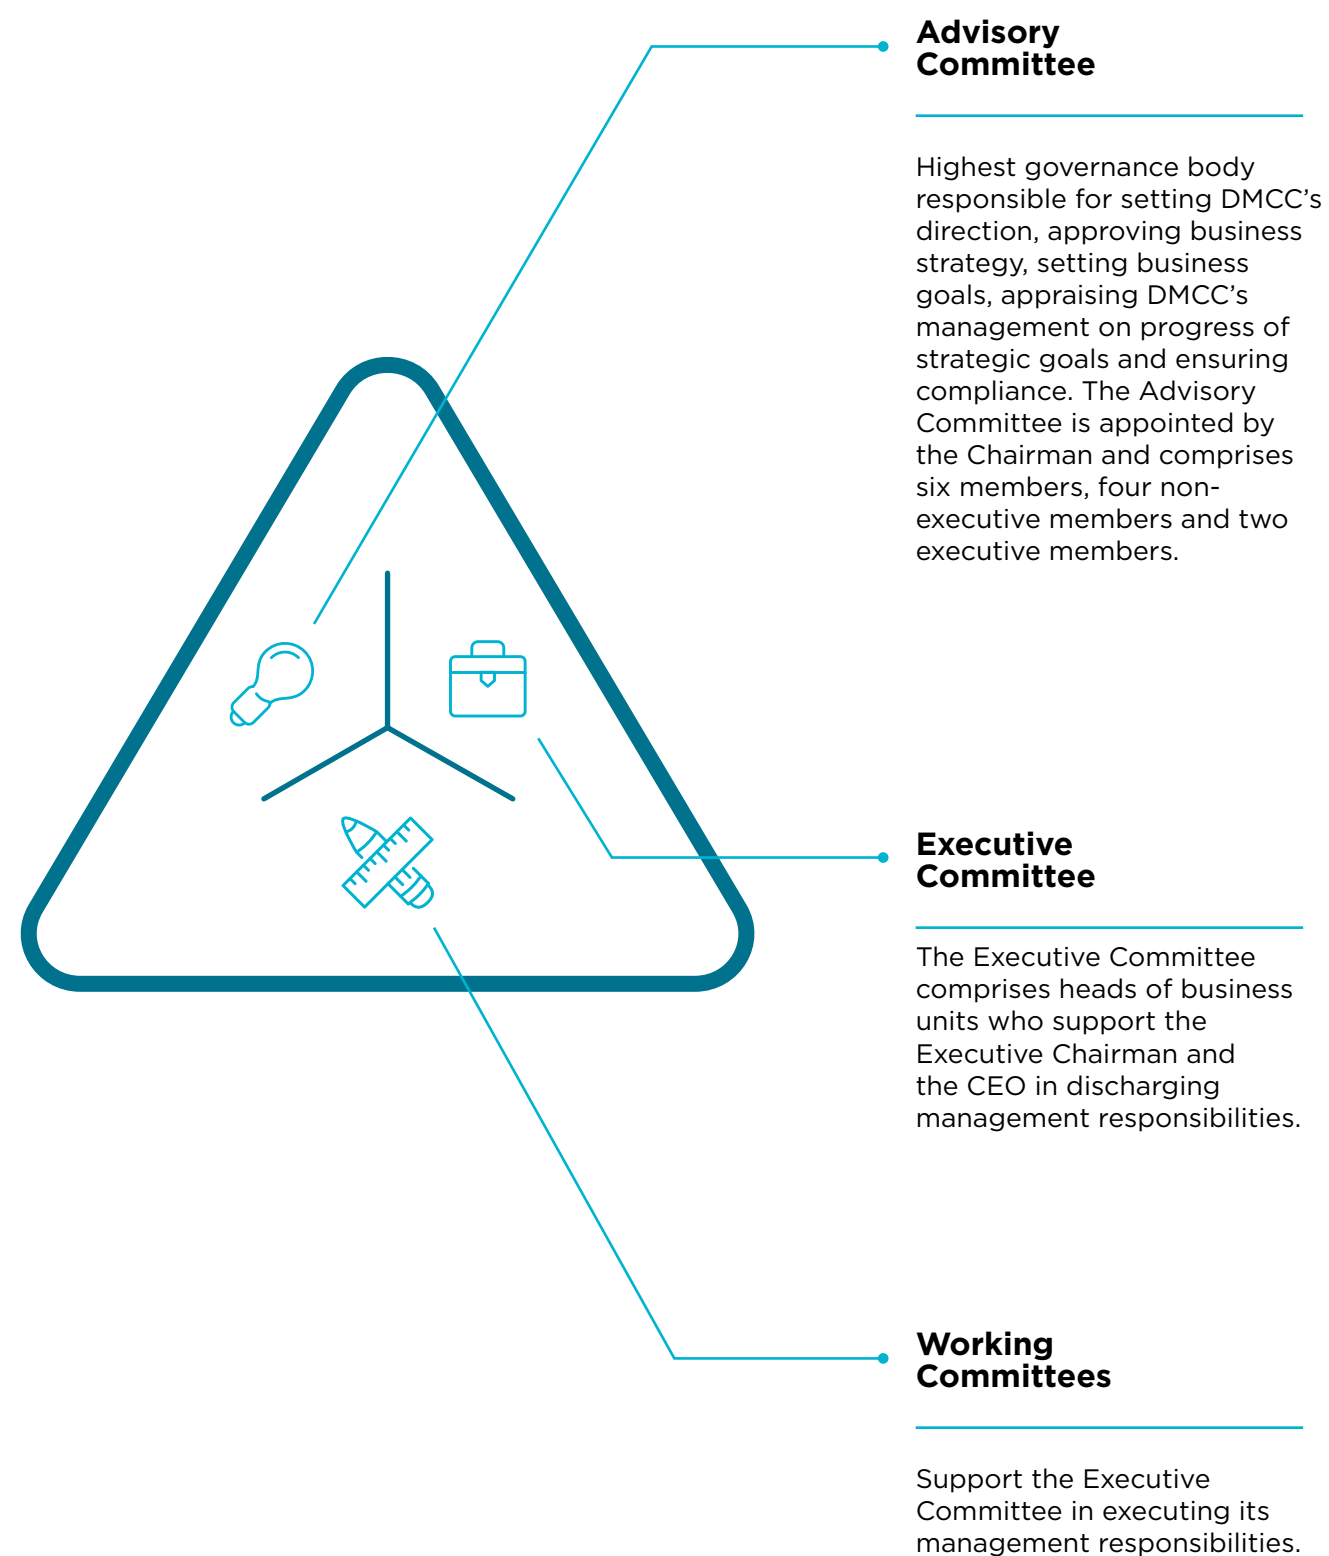 Advisory
Committee
Highest governance body
responsible for setting DMCC’s
direction, approving business
strategy, setting business
goals, appraising DMCC’s
management on progress of
strategic goals and ensuring
compliance. The Advisory
Committee is appointed by
the Chairman and comprises
six members, four non-
executive members and two
executive members.
Executive
Committee
The Executive Committee
comprises heads of business
units who support the
Executive Chairman and
the CEO in discharging
management responsibilities.
Working
Committees
Support the Executive
Committee in executing its
management responsibilities.